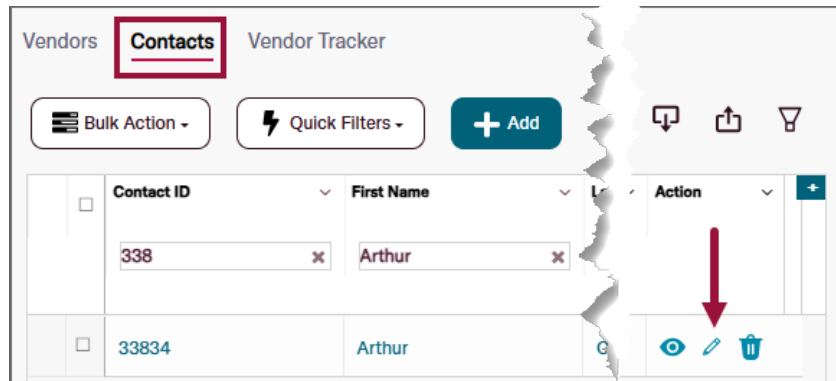 Vendors Contacts Vendor Tracker
Bulk Action Quick Filters + Add
Contact ID First Name Action +
338 Arthur
33834 Arthur